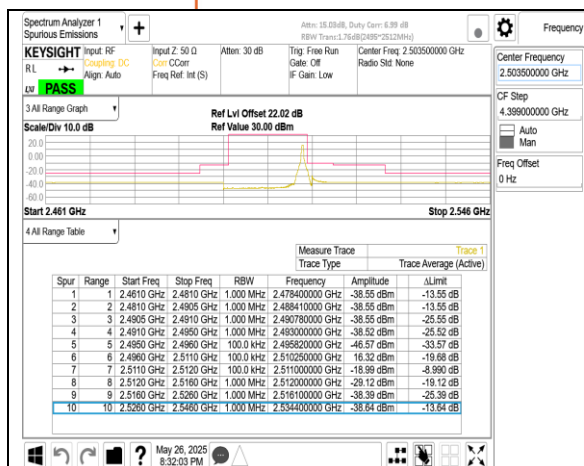 Spectrum Analyzer 1
Spurious Emissions
Attn: 15.03dB, Duty Corr: 6.99 dB
RBW Tranc:1.76dB(2495~2512MHz)
Frequency
KEYSIGHT
Input: RF
Coupling: DC
Align: Auto
Input Z: 50 Ω
Corr CCorr
Freq Ref: Int (S)
Atten: 30 dB
Trig: Free Run
Gate: Off
IF Gain: Low
Center Freq: 2.503500000 GHz
Radio Std: None
RL
LXI
PASS
Center Frequency
2.503500000 GHz
CF Step
4.399000000 GHz
Auto
Man
Freq Offset
0 Hz
3 All Range Graph
Scale/Div 10.0 dB
Ref Lvl Offset 22.02 dB
Ref Value 30.00 dBm
20.0
0.00
-20.0
-40.0
-60.0
Start 2.461 GHz
Stop 2.546 GHz
4 All Range Table
Measure Trace Trace 1
Trace Type Trace Average (Active)
Spur Range Start Freq Stop Freq RBW Frequency Amplitude ΔLimit
1 1 2.4610 GHz 2.4810 GHz 1.000 MHz 2.478400000 GHz -38.55 dBm -13.55 dB
2 2 2.4810 GHz 2.4905 GHz 1.000 MHz 2.488410000 GHz -38.55 dBm -13.55 dB
3 3 2.4905 GHz 2.4910 GHz 1.000 MHz 2.490780000 GHz -38.55 dBm -25.55 dB
4 4 2.4910 GHz 2.4950 GHz 1.000 MHz 2.493000000 GHz -38.52 dBm -25.52 dB
5 5 2.4950 GHz 2.4960 GHz 100.0 kHz 2.495820000 GHz -46.57 dBm -33.57 dB
6 6 2.4960 GHz 2.5110 GHz 100.0 kHz 2.510250000 GHz 16.32 dBm -19.68 dB
7 7 2.5110 GHz 2.5120 GHz 100.0 kHz 2.511000000 GHz -18.99 dBm -8.990 dB
8 8 2.5120 GHz 2.5160 GHz 1.000 MHz 2.512000000 GHz -29.12 dBm -19.12 dB
9 9 2.5160 GHz 2.5260 GHz 1.000 MHz 2.516100000 GHz -38.39 dBm -25.39 dB
10 10 2.5260 GHz 2.5460 GHz 1.000 MHz 2.534400000 GHz -38.64 dBm -13.64 dB
?
May 26, 2025
8:32:03 PM